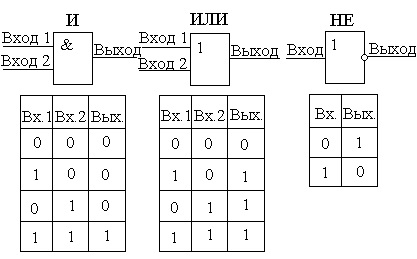 И ИЛИ НЕ
Вход 1 & Выход Вход 1 1 Выход Вход 1 Выход
Вход 2 Вход 2
Вх.1 Вх.2 Вых. Вх.1 Вх.2 Вых. Вх. Вых.
0 0 0 0 0 0 0 1
1 0 0 1 0 1 1 0
0 1 0 0 1 1
1 1 1 1 1 1